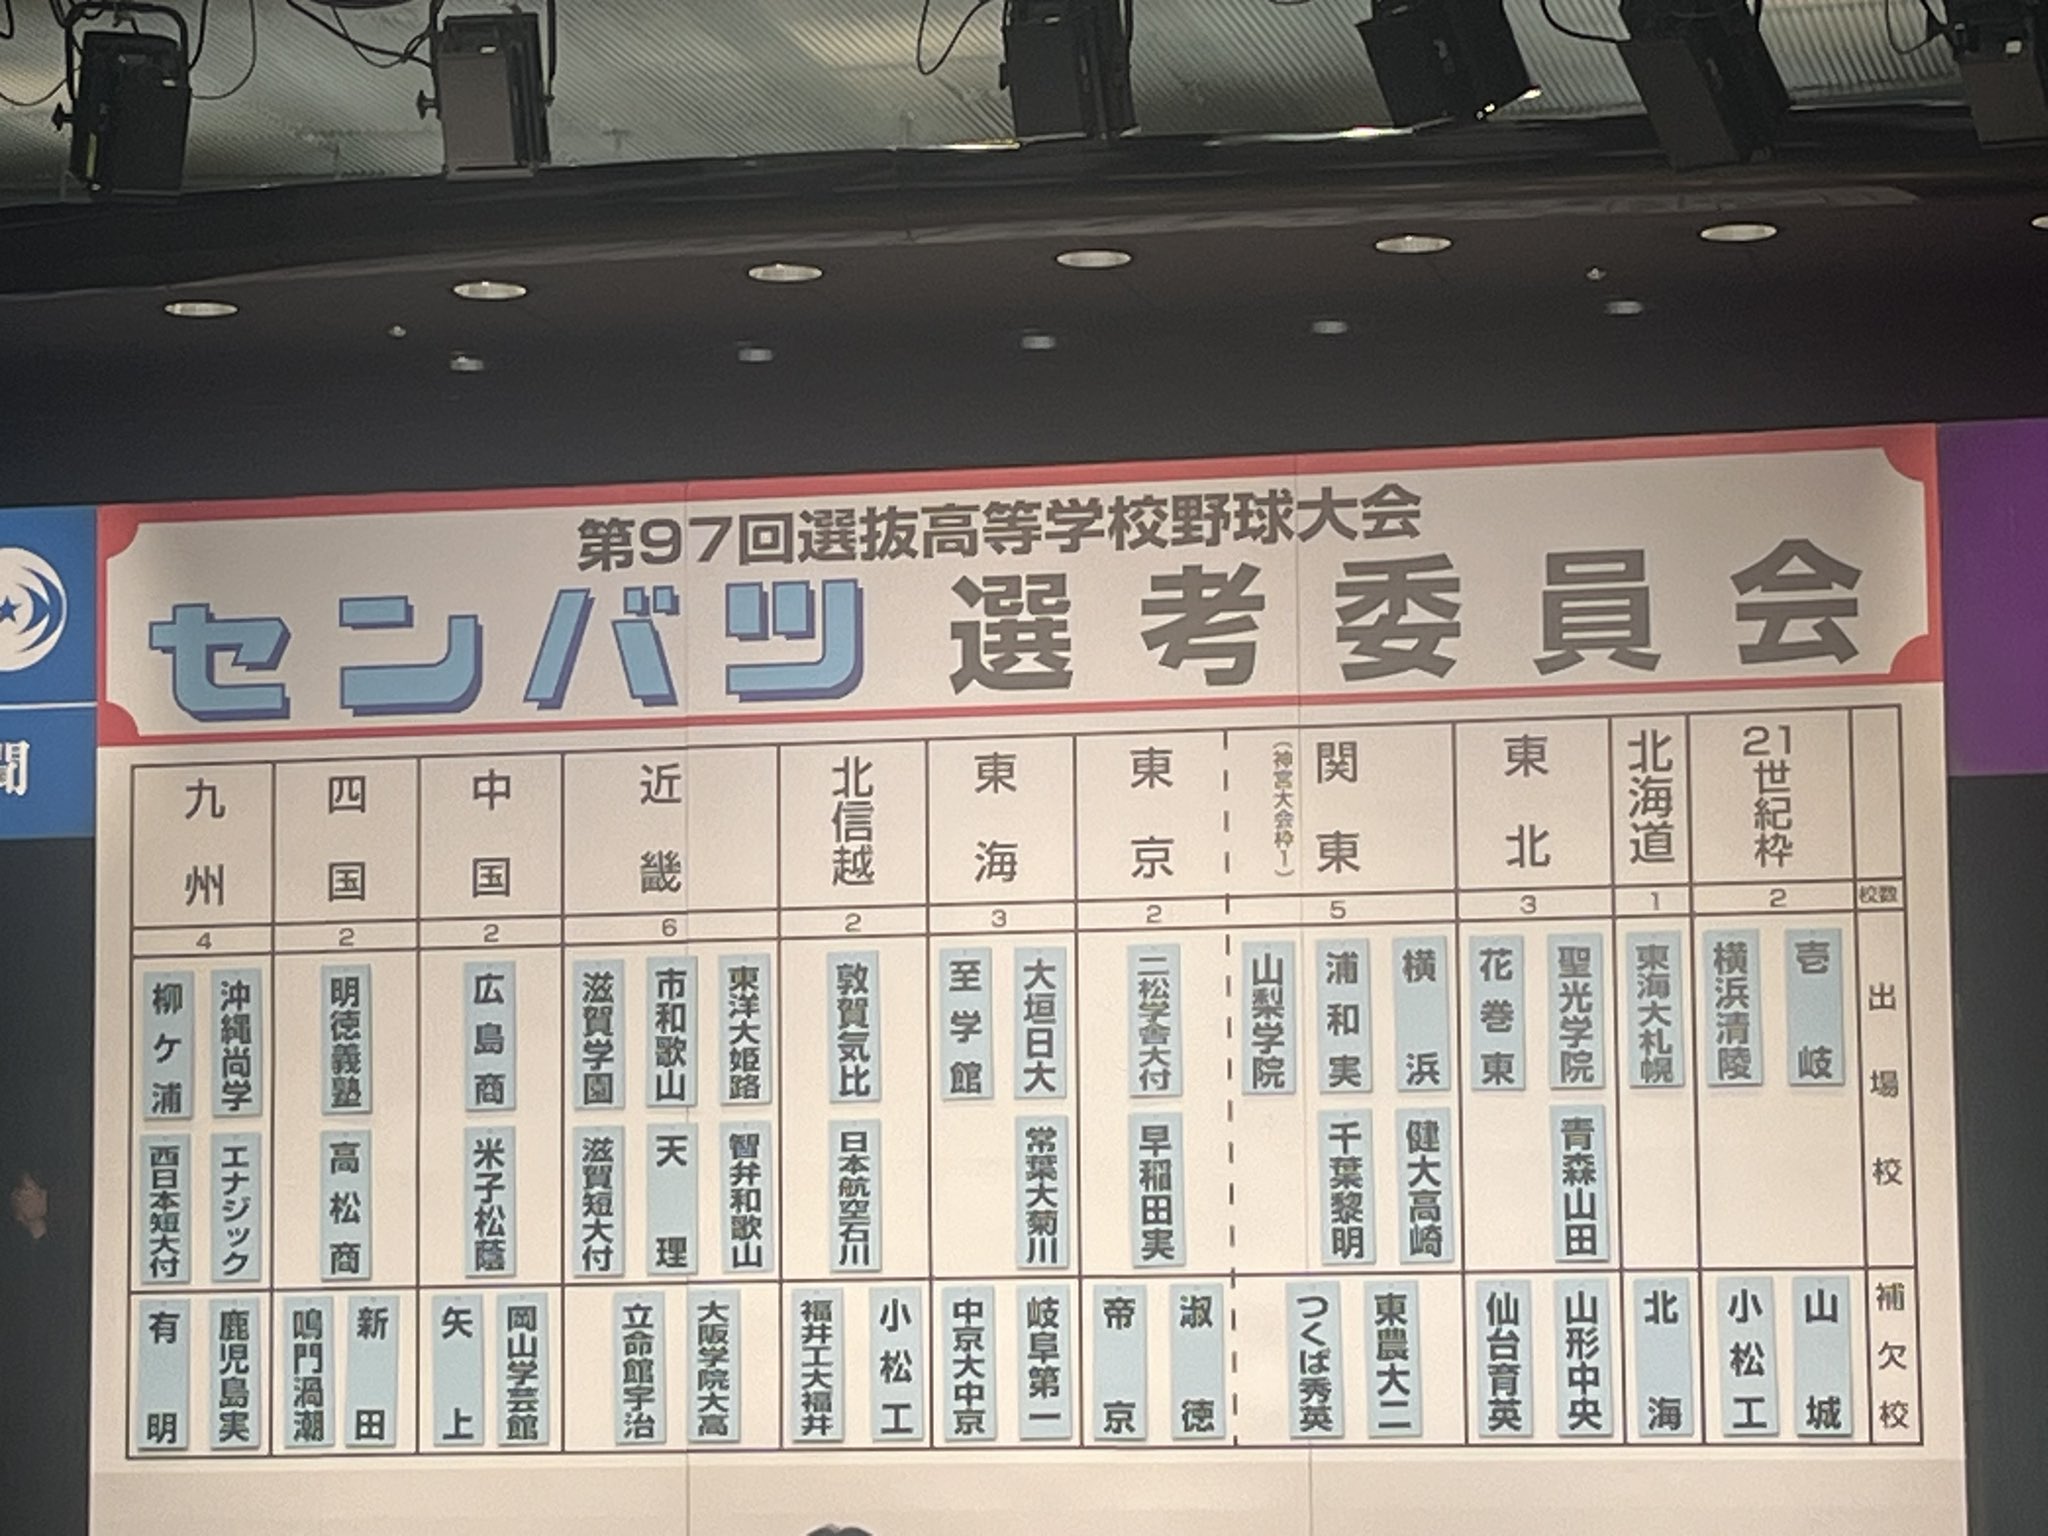 第97回選抜高等学校野球大会
センバツ 選考委員会
聞
21世紀枠
北海道
東北
関東
(神宮大会枠1)
東京
東海
北信越
近畿
中国
四国
九州
校数
2
1
3
5
2
3
2
6
2
2
4
出場校
壱岐
横浜清陵
東海大札幌
聖光学院
花巻東
青森山田
横浜
浦和実
山梨学院
健大高崎
千葉黎明
二松学舎大付
早稲田実
大垣日大
至学館
常葉大菊川
敦賀気比
日本航空石川
東洋大姫路
市和歌山
滋賀学園
智弁和歌山
天理
滋賀短大付
広島商
米子松蔭
明徳義塾
高松商
沖縄尚学
柳ケ浦
エナジック
西日本短大付
補欠校
山城
小松工
北海
山形中央
仙台育英
東農大二
つくば秀英
淑徳
帝京
岐阜第一
中京大中京
小松工
福井工大福井
大阪学院大高
立命館宇治
岡山学芸館
矢上
新田
鳴門渦潮
鹿児島実
有明